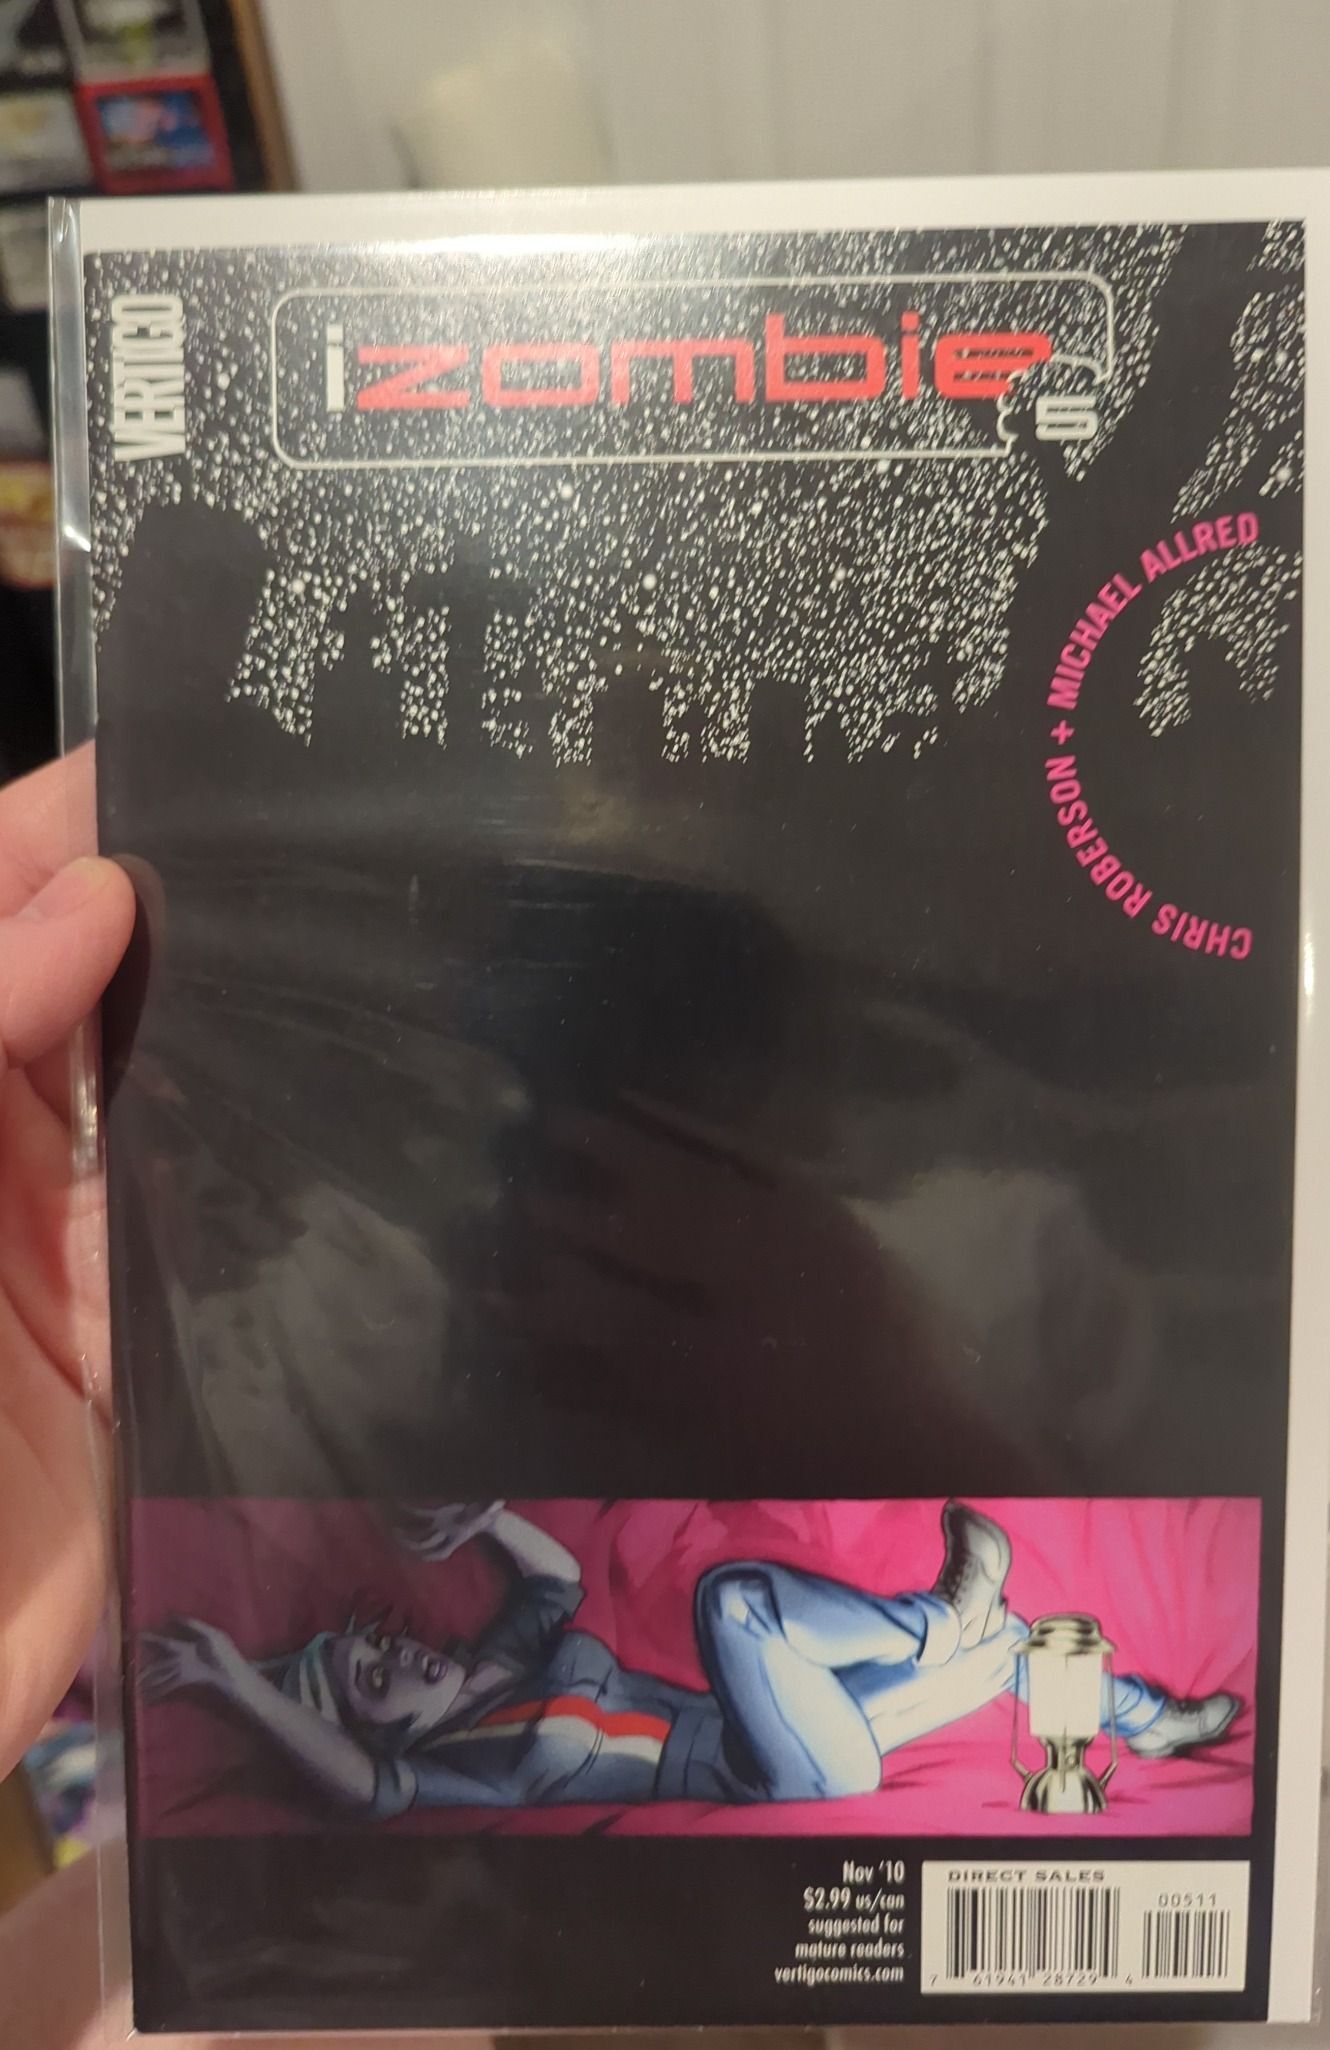 VERTIGO
i zombie
5
CHRIS ROBERSON + MICHAEL ALLRED
Nov '10
$2.99 us/can
suggested for
mature readers
vertigocomics.com
DIRECT SALES
00511
7 61941 28729 4